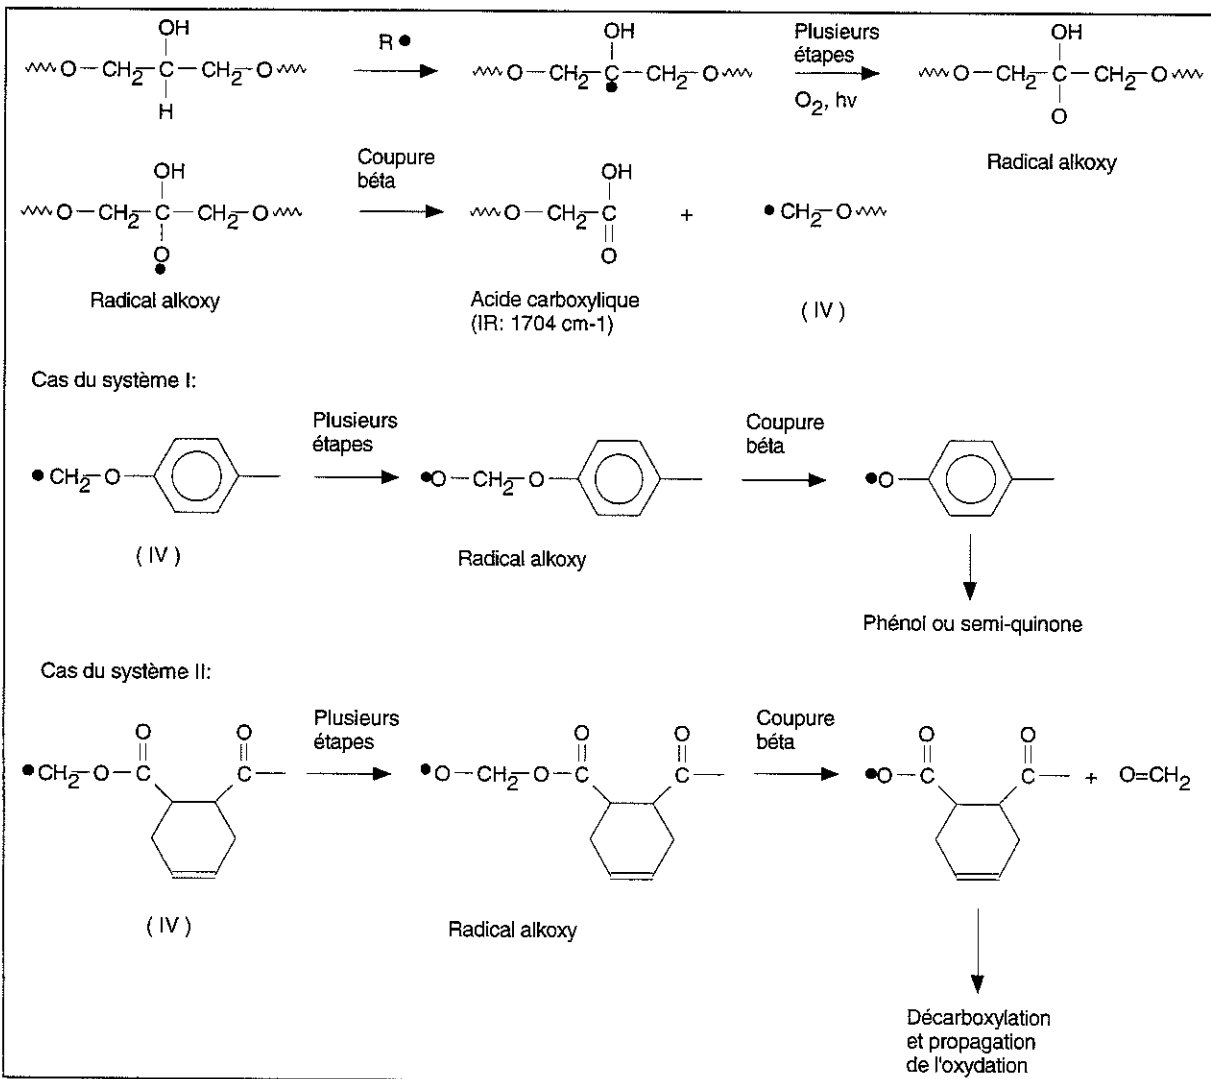 OH
R ●
OH
Plusieurs
étapes
OH
O—CH2—C—CH2—O
O—CH2—C—CH2—O
O—CH2—C—CH2—O
H
O2, hv
O
Radical alkoxy
OH
Coupure
béta
OH
O—CH2—C—CH2—O
O—CH2—C
+
● CH2—O
O
O
Radical alkoxy
Acide carboxylique
(IR: 1704 cm-1)
( IV )
Cas du système I:
Plusieurs
étapes
Coupure
béta
● CH2—O
●O—CH2—O
●O
( IV )
Radical alkoxy
Phénol ou semi-quinone
Cas du système II:
O O
Plusieurs
étapes
O O
Coupure
béta
O O
●CH2—O—C C
●O—CH2—O—C C
●O—C C + O=CH2
( IV )
Radical alkoxy
Décarboxylation
et propagation
de l'oxydation